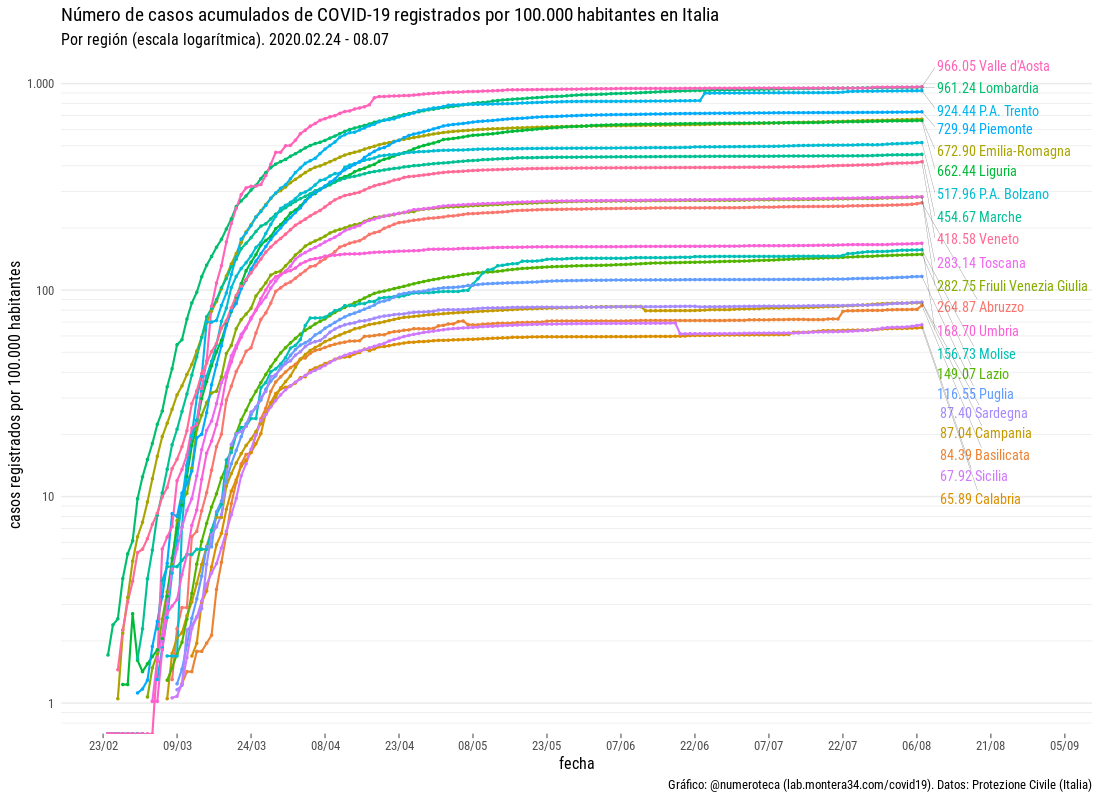 Número de casos acumulados de COVID-19 registrados por 100.000 habitantes en Italia
Por región (escala logarítmica). 2020.02.24 - 08.07
casos registrados por 100.000 habitantes
1.000
100
10
1
966.05 Valle d'Aosta
961.24 Lombardia
924.44 P.A. Trento
729.94 Piemonte
672.90 Emilia-Romagna
662.44 Liguria
517.96 P.A. Bolzano
454.67 Marche
418.58 Veneto
283.14 Toscana
282.75 Friuli Venezia Giulia
264.87 Abruzzo
168.70 Umbria
156.73 Molise
149.07 Lazio
116.55 Puglia
87.40 Sardegna
87.04 Campania
84.39 Basilicata
67.92 Sicilia
65.89 Calabria
23/02 09/03 24/03 08/04 23/04 08/05 23/05 07/06 22/06 07/07 22/07 06/08 21/08 05/09
fecha
Gráfico: @numeroteca (lab.montera34.com/covid19). Datos: Protezione Civile (Italia)